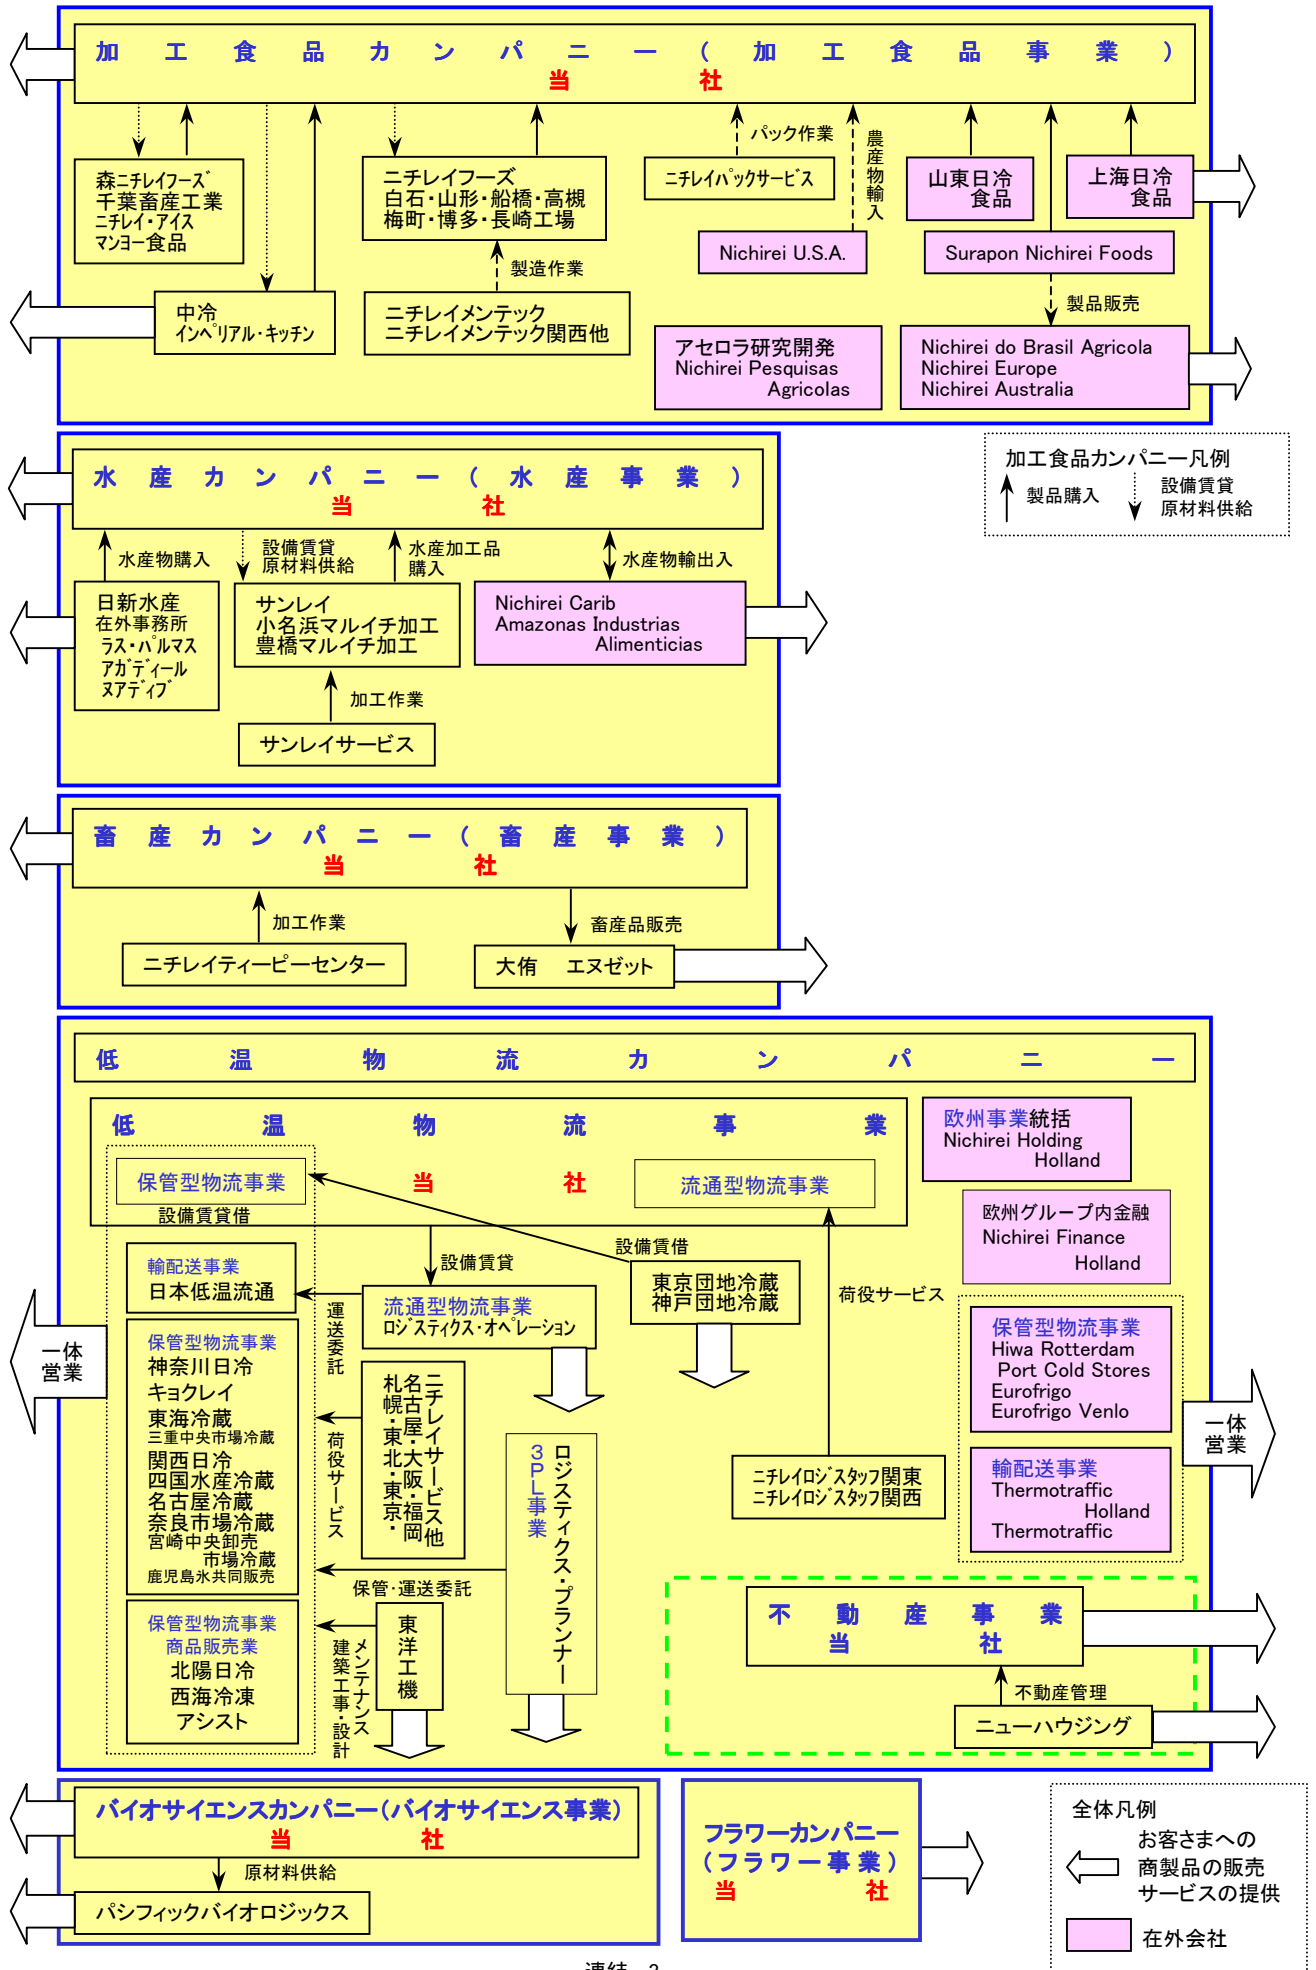 加工食品カンパニー（加工食品事業）
当社
パック作業
農産物輸入
森ニチレイフーズ
千葉畜産工業
ニチレイ・アイス
マンヨー食品
ニチレイフーズ
白石・山形・船橋・高槻
梅町・博多・長崎工場
ニチレイパックサービス
山東日冷
食品
上海日冷
食品
Nichirei U.S.A.
Surapon Nichirei Foods
製造作業
製品販売
中冷
インペリアル・キッチン
ニチレイメンテック
ニチレイメンテック関西他
アセロラ研究開発
Nichirei Pesquisas
Agricolas
Nichirei do Brasil Agricola
Nichirei Europe
Nichirei Australia
水産カンパニー（水産事業）
当社
加工食品カンパニー凡例
製品購入
設備賃貸
原材料供給
水産物購入
設備賃貸
原材料供給
水産加工品
購入
水産物輸出入
日新水産
在外事務所
ラス・パルマス
アガディール
ヌアディブ
サンレイ
小名浜マルイチ加工
豊橋マルイチ加工
Nichirei Carib
Amazonas Industrias
Alimenticias
加工作業
サンレイサービス
畜産カンパニー（畜産事業）
当社
加工作業
畜産品販売
ニチレイティーピーセンター
大侑 エヌゼット
低温物流カンパニー
低温物流事業
当社
保管型物流事業
流通型物流事業
設備賃貸借
欧州事業統括
Nichirei Holding
Holland
欧州グループ内金融
Nichirei Finance
Holland
設備賃貸
設備賃借
輸配送事業
日本低温流通
運送委託
流通型物流事業
ロジスティクス・オペレーション
東京団地冷蔵
神戸団地冷蔵
荷役サービス
一体
営業
保管型物流事業
神奈川日冷
キョクレイ
東海冷蔵
三重中央市場冷蔵
関西日冷
四国水産冷蔵
名古屋冷蔵
奈良市場冷蔵
宮崎中央卸売
市場冷蔵
鹿児島氷共同販売
荷役サービス
ニチレイサービス他
名古屋・大阪・福岡
札幌・東北・東京・
ロジスティクス・プランナー
3PL事業
ニチレイロジスタッフ関東
ニチレイロジスタッフ関西
保管型物流事業
Hiwa Rotterdam
Port Cold Stores
Eurofrigo
Eurofrigo Venlo
輸配送事業
Thermotraffic
Holland
Thermotraffic
一体
営業
保管・運送委託
保管型物流事業
商品販売業
北陽日冷
西海冷凍
アシスト
メンテナンス
建築工事・設計
東洋工機
不動産事業
当社
不動産管理
ニューハウジング
バイオサイエンスカンパニー（バイオサイエンス事業）
当社
原材料供給
パシフィックバイオロジックス
フラワーカンパニー
（フラワー事業）
当社
全体凡例
お客さまへの
商製品の販売
サービスの提供
在外会社